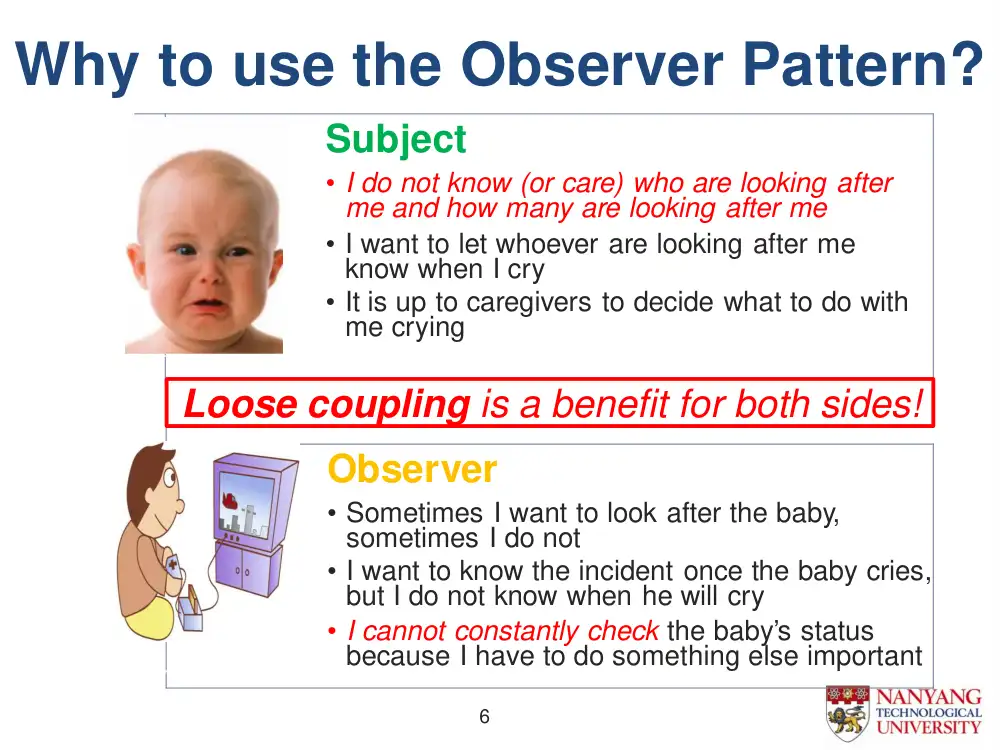 Why to use the Observer Pattern?
Subject
• I do not know (or care) who are looking after
me and how many are looking after me
• I want to let whoever are looking after me
know when I cry
• It is up to caregivers to decide what to do with
me crying
Loose coupling is a benefit for both sides!
Observer
• Sometimes I want to look after the baby,
sometimes I do not
• I want to know the incident once the baby cries,
but I do not know when he will cry
• I cannot constantly check the baby's status
because I have to do something else important
6
NANYANG
TECHNOLOGICAL
UNIVERSITY